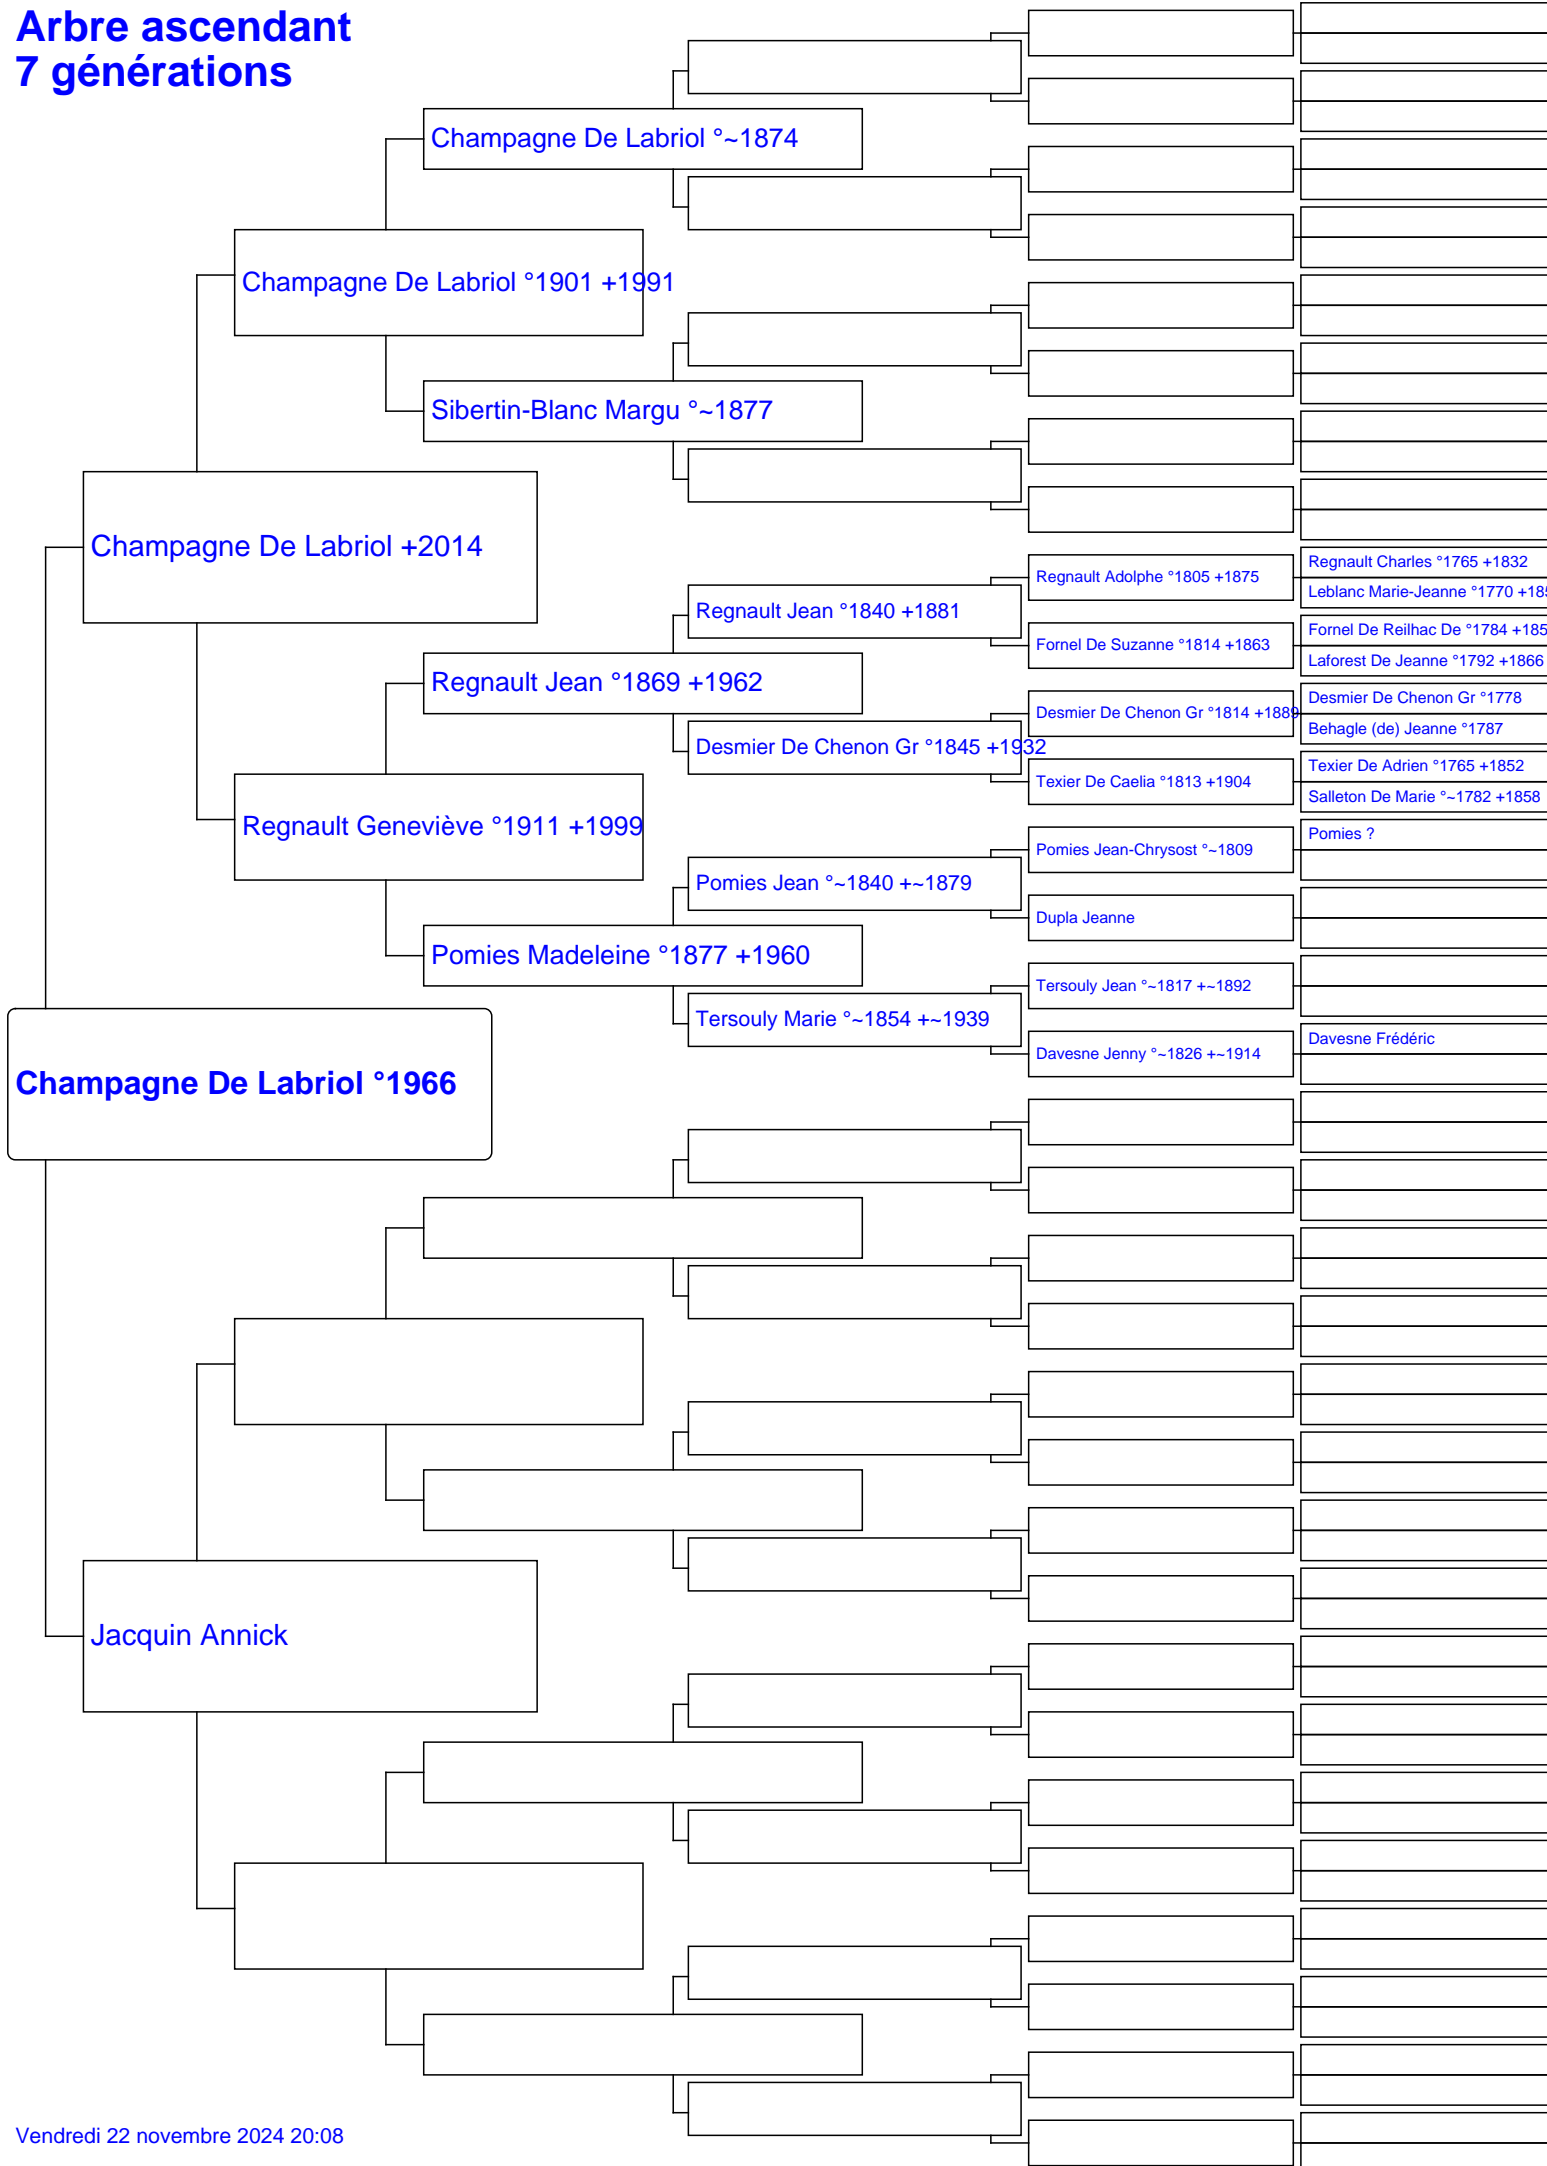 Arbre ascendant
7 générations
Champagne De Labriol °~1874
Champagne De Labriol °1901 +1991
Sibertin-Blanc Margu °~1877
Champagne De Labriol +2014
Regnault Charles °1765 +1832
Regnault Adolphe °1805 +1875
Leblanc Marie-Jeanne °1770 +185
Regnault Jean °1840 +1881
Fornel De Reilhac De °1784 +185
Fornel De Suzanne °1814 +1863
Laforest De Jeanne °1792 +1866
Regnault Jean °1869 +1962
Desmier De Chenon Gr °1778
Desmier De Chenon Gr °1814 +1889
Behagle (de) Jeanne °1787
Desmier De Chenon Gr °1845 +1932
Texier De Adrien °1765 +1852
Texier De Caelia °1813 +1904
Salleton De Marie °~1782 +1858
Regnault Geneviève °1911 +1999
Pomies ?
Pomies Jean-Chrysost °~1809
Pomies Jean °~1840 +~1879
Dupla Jeanne
Pomies Madeleine °1877 +1960
Tersouly Jean °~1817 +~1892
Tersouly Marie °~1854 +~1939
Davesne Frédéric
Davesne Jenny °~1826 +~1914
Champagne De Labriol °1966
Jacquin Annick
Vendredi 22 novembre 2024 20:08